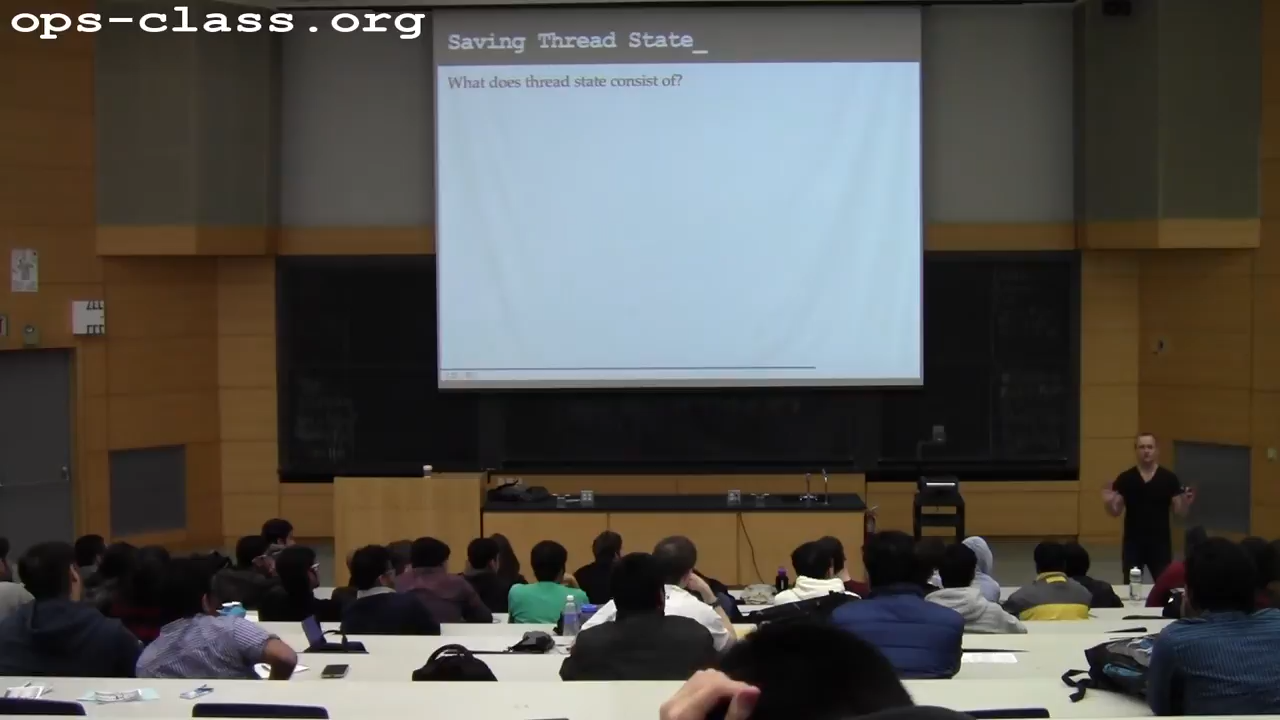 ops-class.org
Saving Thread State_
What does thread state consist of?